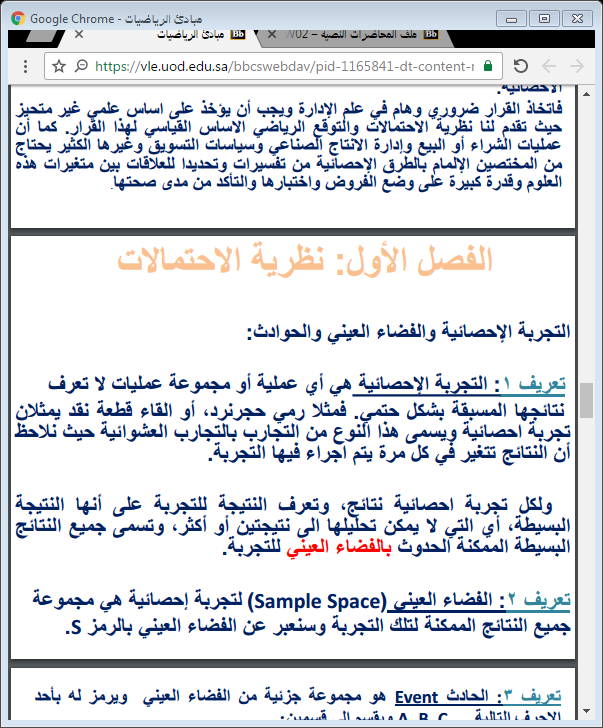 مبادئ الرياضيات - Google Chrome
مبادئ الرياضيات
ملف المحاضرات النصية – W02
https://vle.uod.edu.sa/bbcswebdav/pid-1165841-dt-content-r
الاحصائية.
فاتخاذ القرار ضروري وهام في علم الإدارة ويجب أن يؤخذ على اساس علمي غير متحيز
حيث تقدم لنا نظرية الاحتمالات والتوقع الرياضي الاساس القياسي لهذا القرار. كما أن
عمليات الشراء أو البيع وإدارة الانتاج الصناعي وسياسات التسويق وغيرها الكثير يحتاج
من المختصين الإلمام بالطرق الإحصائية من تفسيرات وتحديدا للعلاقات بين متغيرات هذه
العلوم وقدرة كبيرة على وضع الفروض واختبارها والتأكد من مدى صحتها.
الفصل الأول: نظرية الاحتمالات
التجربة الإحصائية والفضاء العيني والحوادث:
تعريف ١: التجربة الإحصائية هي أي عملية أو مجموعة عمليات لا تعرف
نتائجها المسبقة بشكل حتمي. فمثلا رمي حجرنرد، أو القاء قطعة نقد يمثلان
تجربة احصائية ويسمى هذا النوع من التجارب بالتجارب العشوائية حيث نلاحظ
أن النتائج تتغير في كل مرة يتم اجراء فيها التجربة.
ولكل تجربة احصائية نتائج، وتعرف النتيجة للتجربة على أنها النتيجة
البسيطة، أي التي لا يمكن تحليلها الى نتيجتين أو أكثر، وتسمى جميع النتائج
البسيطة الممكنة الحدوث بالفضاء العيني للتجربة.
تعريف ٢: الفضاء العيني (Sample Space) لتجربة إحصائية هي مجموعة
جميع النتائج الممكنة لتلك التجربة وسنعبر عن الفضاء العيني بالرمز S.
تعريف ٣: الحادث Event هو مجموعة جزئية من الفضاء العيني ويرمز له بأحد
الاحرف التالية A, B, C, ... ويقسم الى قسمين: